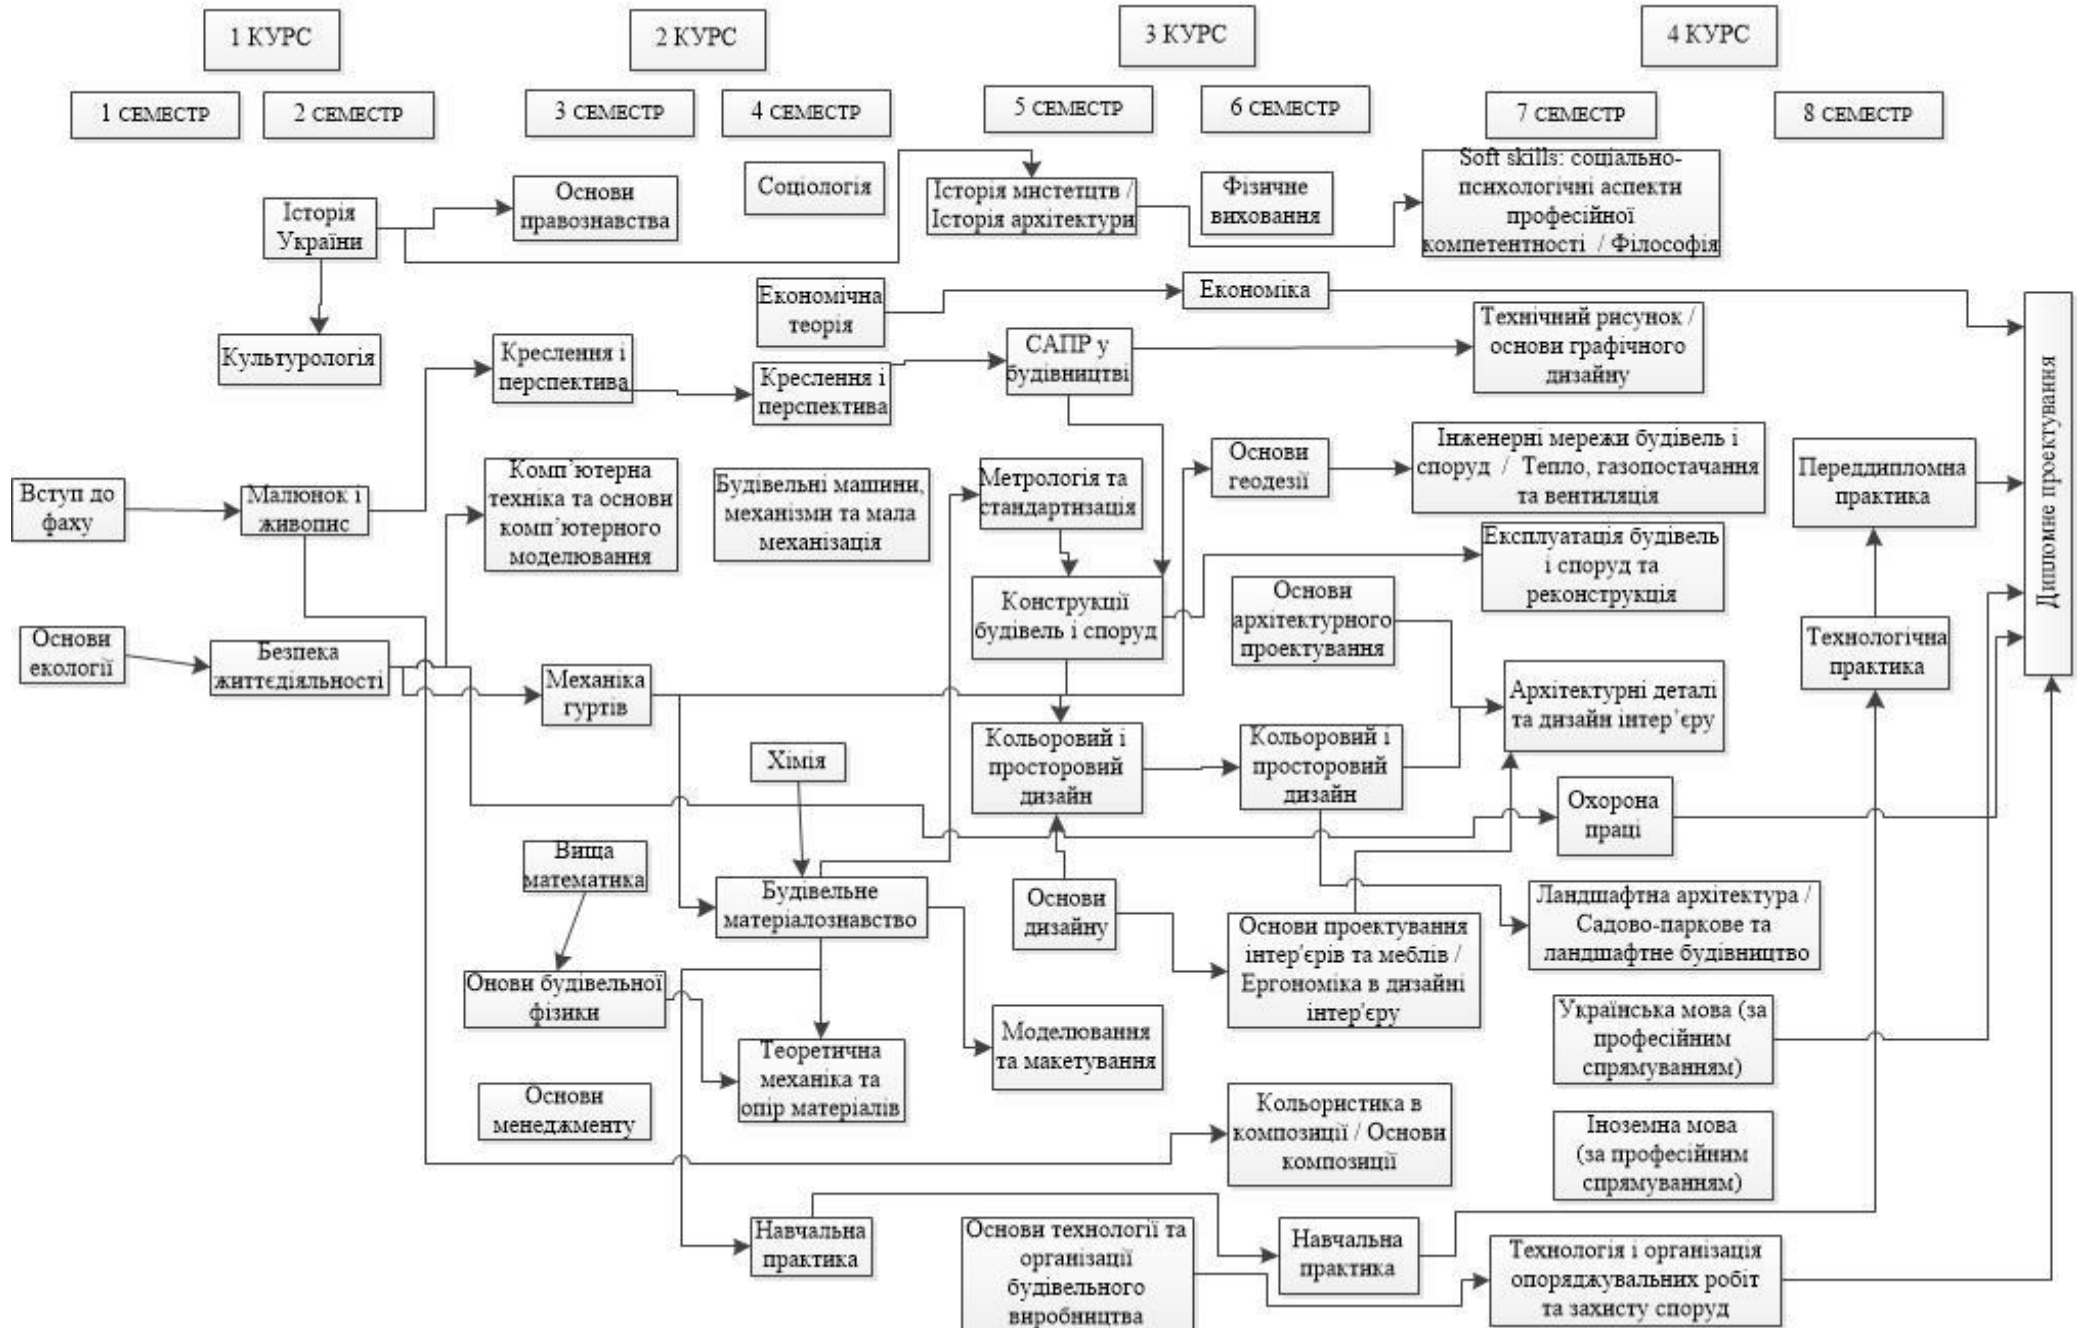 1 КУРС
2 КУРС
3 КУРС
4 КУРС
1 СЕМЕСТР
2 СЕМЕСТР
3 СЕМЕСТР
4 СЕМЕСТР
5 СЕМЕСТР
6 СЕМЕСТР
7 СЕМЕСТР
8 СЕМЕСТР
Історія
України
Основи
правознавства
Соціологія
Історія мистетцтв /
Історія архітектури
Фізичне
виховання
Soft skills: соціально-
психологічні аспекти
професійної
компетентності / Філософія
Культурологія
Економічна
теорія
Економіка
Креслення і
перспектива
Креслення і
перспектива
САПР у
будівництві
Технічний рисунок /
основи графічного
дизайну
Вступ до
фаху
Малюнок і
живопис
Комп’ютерна
техніка та основи
комп’ютерного
моделювання
Будівельні машини,
механізми та мала
механізація
Метрологія та
стандартизація
Основи
геодезії
Інженерні мережи будівель і
споруд / Тепло, газопостачання
та вентиляція
Переддипломна
практика
Дипломне проектування
Експлуатація будівель
і споруд та
реконструкція
Основи
екології
Безпека
життєдіяльності
Механіка
гуртів
Конструкції
будівель і споруд
Основи
архітектурного
проектування
Технологічна
практика
Архітектурні деталі
та дизайн інтер’єру
Хімія
Кольоровий і
просторовий
дизайн
Кольоровий і
просторовий
дизайн
Охорона
праці
Вища
математика
Будівельне
матеріалознавство
Основи
дизайну
Основи проектування
інтер'єрів та меблів /
Ергономіка в дизайні
інтер'єру
Ландшафтна архітектура /
Садово-паркове та
ландшафтне будівництво
Онови будівельної
фізики
Теоретична
механіка та
опір матеріалів
Моделювання
та макетування
Українська мова (за
професійним
спрямуванням)
Основи
менеджменту
Кольористика в
композиції / Основи
композиції
Іноземна мова
(за професійним
спрямуванням)
Навчальна
практика
Основи технології та
організації
будівельного
виробництва
Навчальна
практика
Технологія і організація
опоряджувальних робіт
та захисту споруд